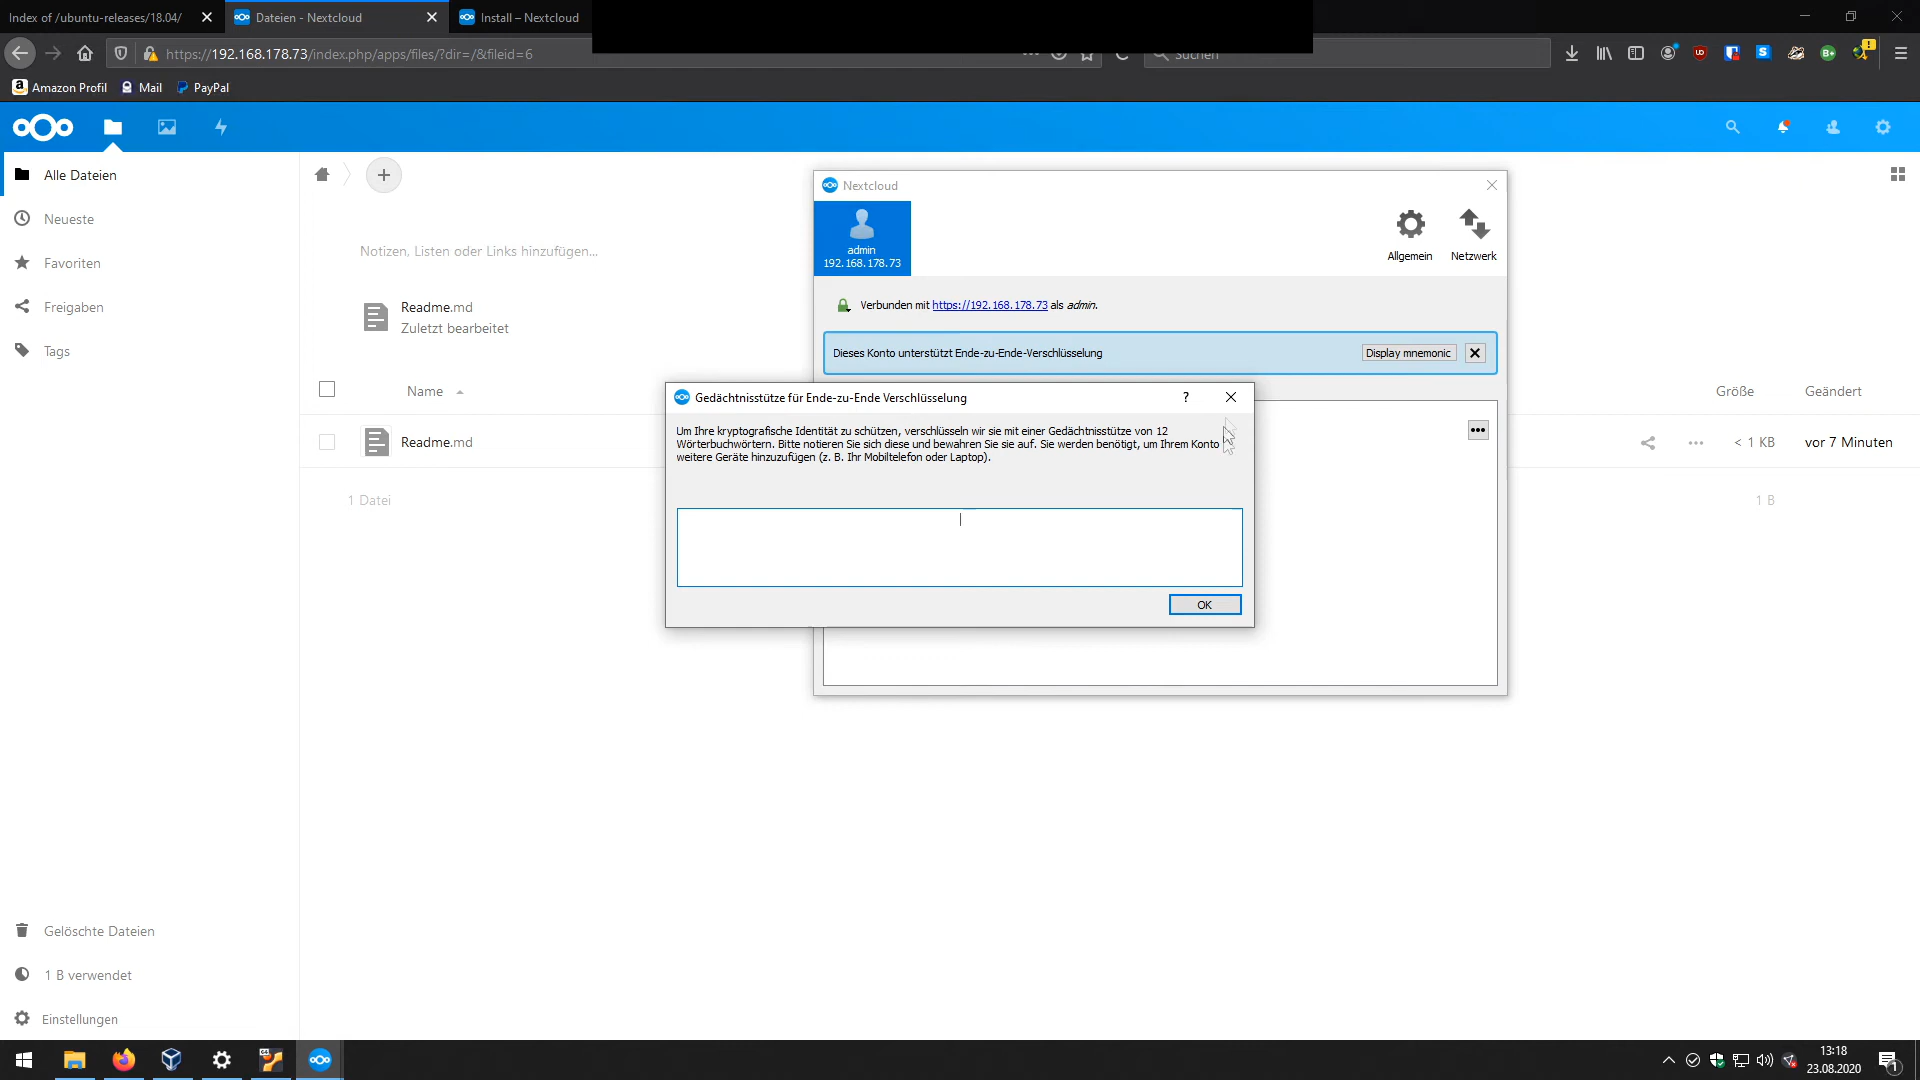 Index of /ubuntu-releases/18.04/
Dateien - Nextcloud
Install – Nextcloud
https://192.168.178.73/index.php/apps/files/?dir=/&fileid=6
Suchen
Amazon Profil
Mail
PayPal
Alle Dateien
Neueste
Favoriten
Freigaben
Tags
Notizen, Listen oder Links hinzufügen...
Readme.md
Zuletzt bearbeitet
Name
Größe
Geändert
Readme.md
< 1 KB
vor 7 Minuten
1 Datei
1 B
Gelöschte Dateien
1 B verwendet
Einstellungen
Nextcloud
admin
192.168.178.73
Allgemein
Netzwerk
Verbunden mit https://192.168.178.73 als admin.
Dieses Konto unterstützt Ende-zu-Ende-Verschlüsselung
Display mnemonic
Gedächtnisstütze für Ende-zu-Ende Verschlüsselung
?
Um Ihre kryptografische Identität zu schützen, verschlüsseln wir sie mit einer Gedächtnisstütze von 12
Wörterbuchwörtern. Bitte notieren Sie sich diese und bewahren Sie sie auf. Sie werden benötigt, um Ihrem Konto
weitere Geräte hinzuzufügen (z. B. Ihr Mobiltelefon oder Laptop).
OK
13:18
23.08.2020